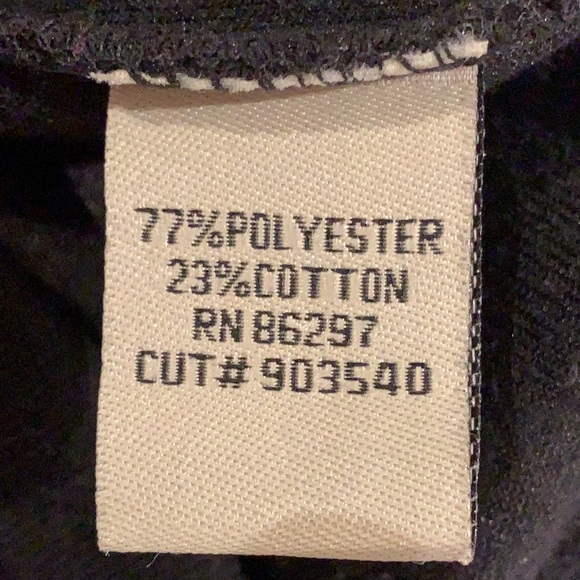 77%POLYESTER
23%COTTON
RN 86297
CUT# 903540